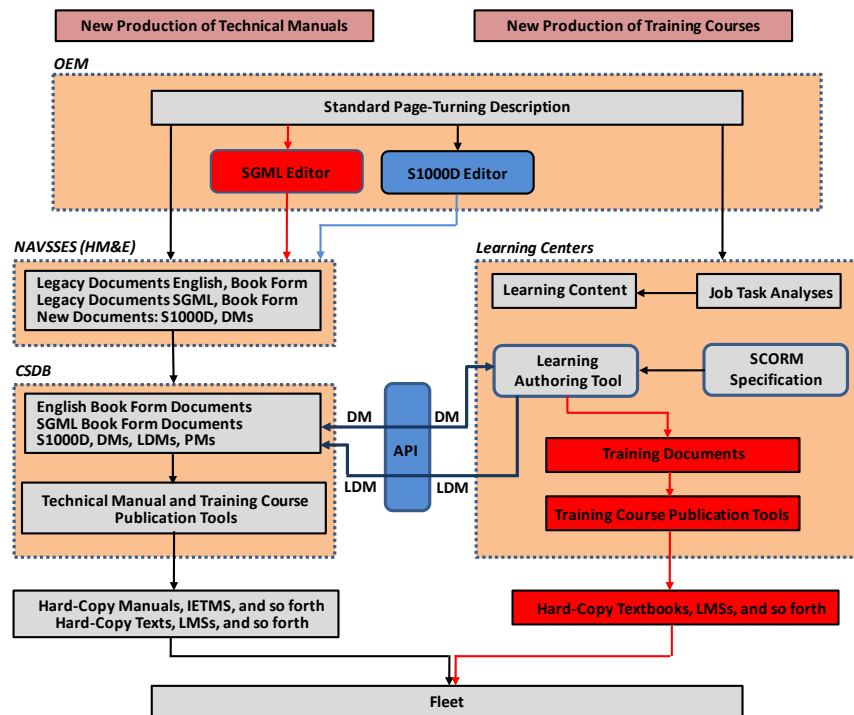 New Production of Technical Manuals
New Production of Training Courses
OEM
Standard Page-Turning Description
SGML Editor
S1000D Editor
NAVSSES (HM&E)
Legacy Documents English, Book Form
Legacy Documents SGML, Book Form
New Documents: S1000D, DMs
Learning Centers
Learning Content
Job Task Analyses
Learning
Authoring Tool
SCORM
Specification
CSDB
English Book Form Documents
SGML Book Form Documents
S1000D, DMs, LDMs, PMs
DM
DM
API
LDM
LDM
Training Documents
Technical Manual and Training Course
Publication Tools
Training Course Publication Tools
Hard-Copy Manuals, IETMS, and so forth
Hard-Copy Texts, LMSs, and so forth
Hard-Copy Textbooks, LMSs, and so forth
Fleet